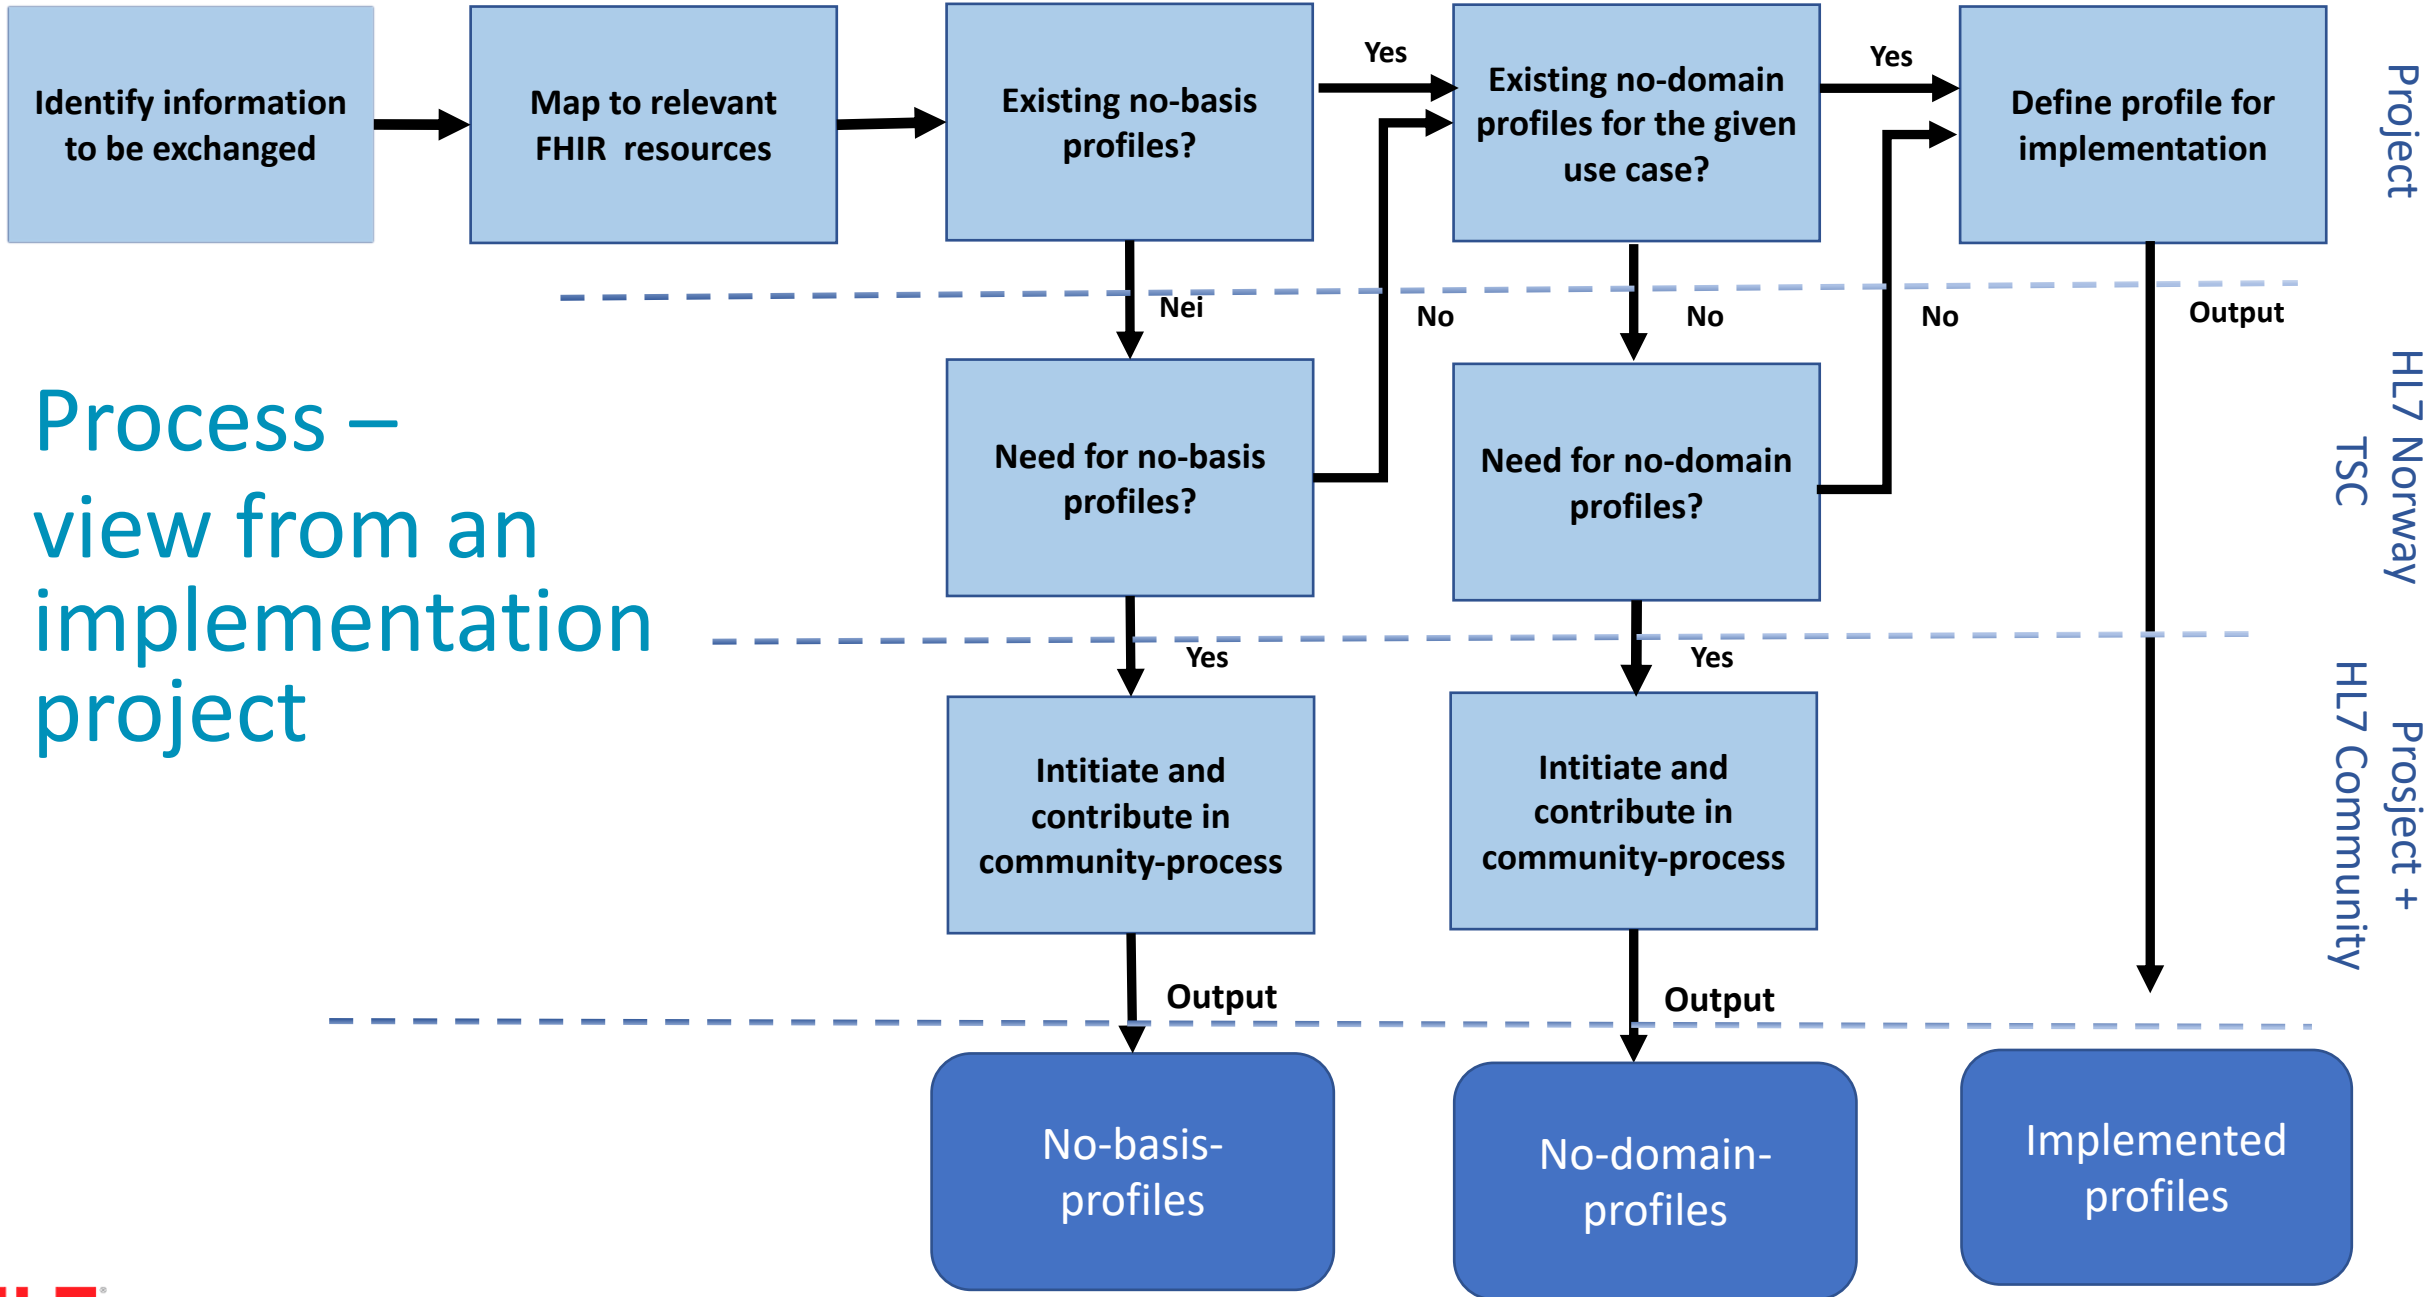 Identify information
to be exchanged
Map to relevant
FHIR resources
Existing no-basis
profiles?
Yes
Existing no-domain
profiles for the given
use case?
Yes
Define profile for
implementation
Project
Nei
No
No
No
Output
Process –
view from an
implementation
project
Need for no-basis
profiles?
Need for no-domain
profiles?
HL7 Norway
TSC
Yes
Yes
Intitiate and
contribute in
community-process
Intitiate and
contribute in
community-process
Prosject +
HL7 Community
Output
Output
No-basis-
profiles
No-domain-
profiles
Implemented
profiles